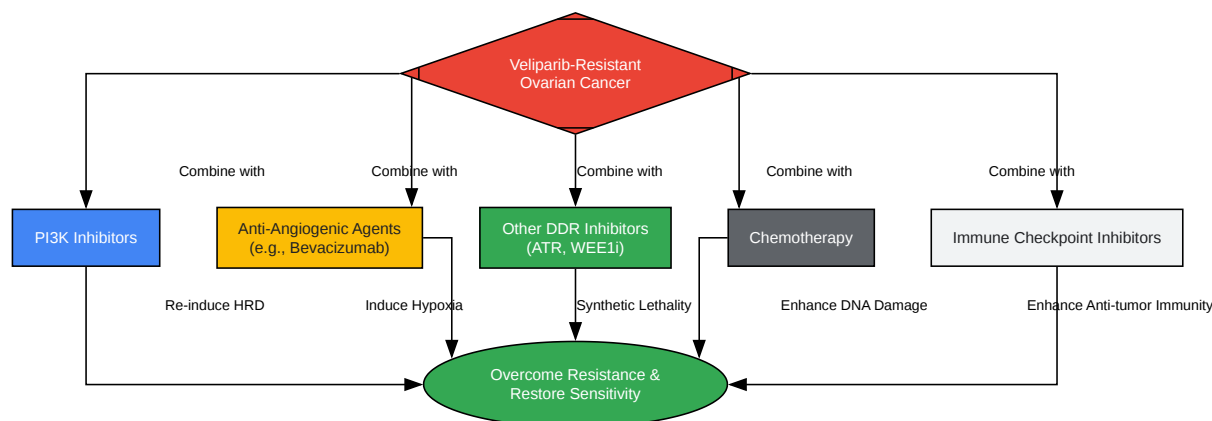 Veliparib-Resistant
Ovarian Cancer
Combine with
Combine with
Combine with
Combine with
Combine with
PI3K Inhibitors
Anti-Angiogenic Agents
(e.g., Bevacizumab)
Other DDR Inhibitors
(ATR, WEE1i)
Chemotherapy
Immune Checkpoint Inhibitors
Re-induce HRD
Induce Hypoxia
Synthetic Lethality
Enhance DNA Damage
Enhance Anti-tumor Immunity
Overcome Resistance &
Restore Sensitivity